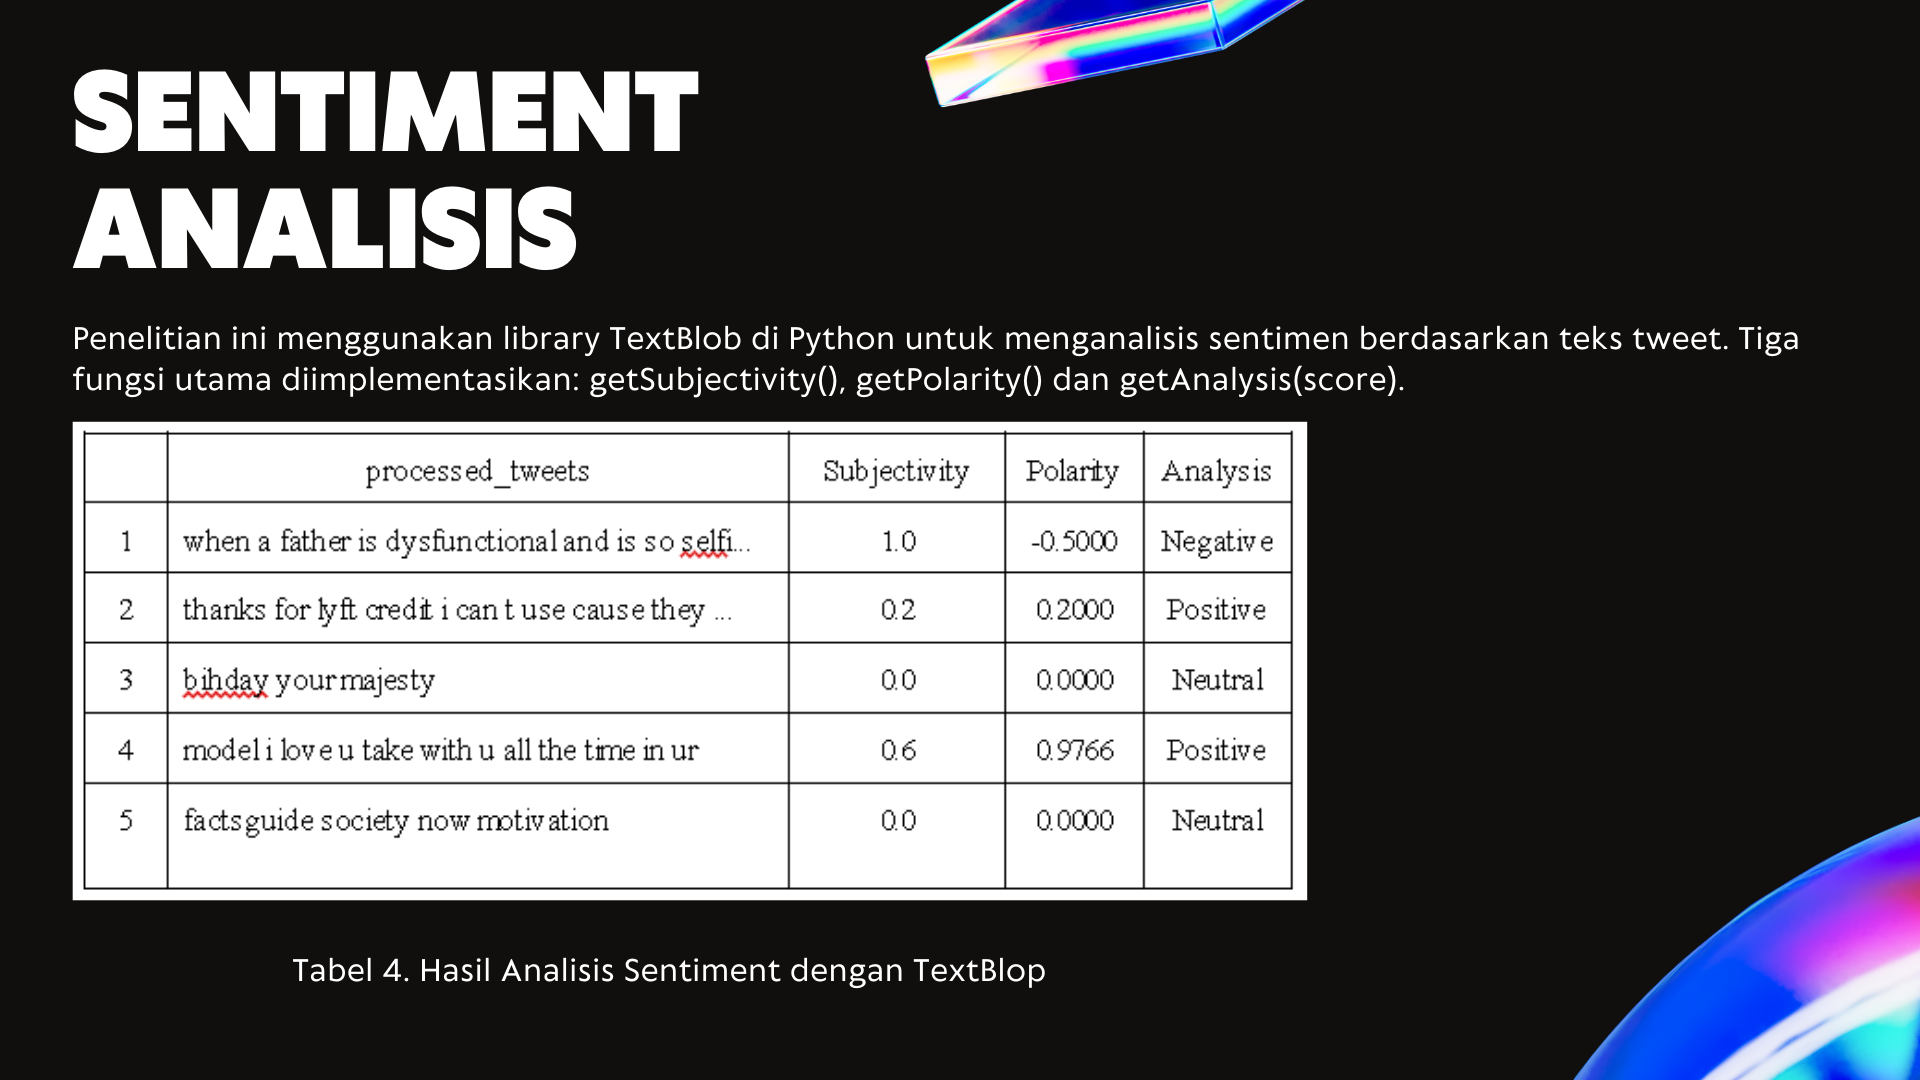 SENTIMENT
ANALISIS
Penelitian ini menggunakan library TextBlob di Python untuk menganalisis sentimen berdasarkan teks tweet. Tiga
fungsi utama diimplementasikan: getSubjectivity(), getPolarity() dan getAnalysis(score).
processed_tweets Subjectivity Polarity Analysis
1 when a father is dysfunctional and is so selfi... 1.0 -0.5000 Negative
2 thanks for lyft credit i can t use cause they ... 0.2 0.2000 Positive
3 bihday your majesty 0.0 0.0000 Neutral
4 model i love u take with u all the time in ur 0.6 0.9766 Positive
5 factsguide society now motivation 0.0 0.0000 Neutral
Tabel 4. Hasil Analisis Sentiment dengan TextBlop